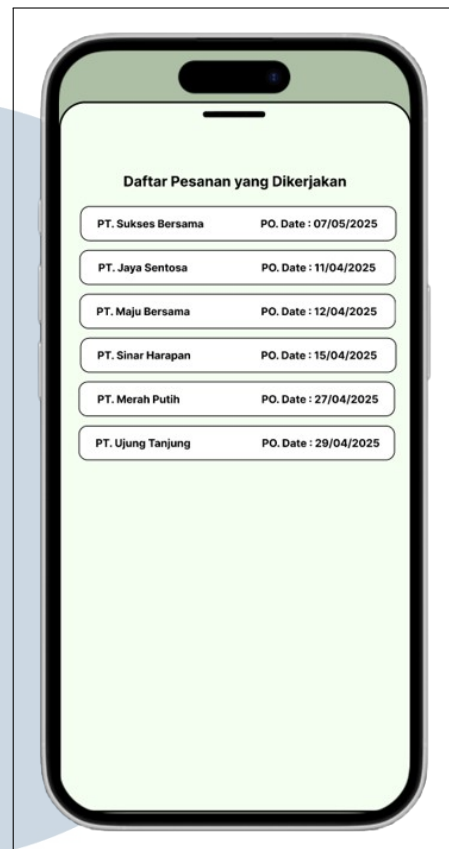 Daftar Pesanan yang Dikerjakan
PT. Sukses Bersama PO. Date : 07/05/2025
PT. Jaya Sentosa PO. Date : 11/04/2025
PT. Maju Bersama PO. Date : 12/04/2025
PT. Sinar Harapan PO. Date : 15/04/2025
PT. Merah Putih PO. Date : 27/04/2025
PT. Ujung Tanjung PO. Date : 29/04/2025